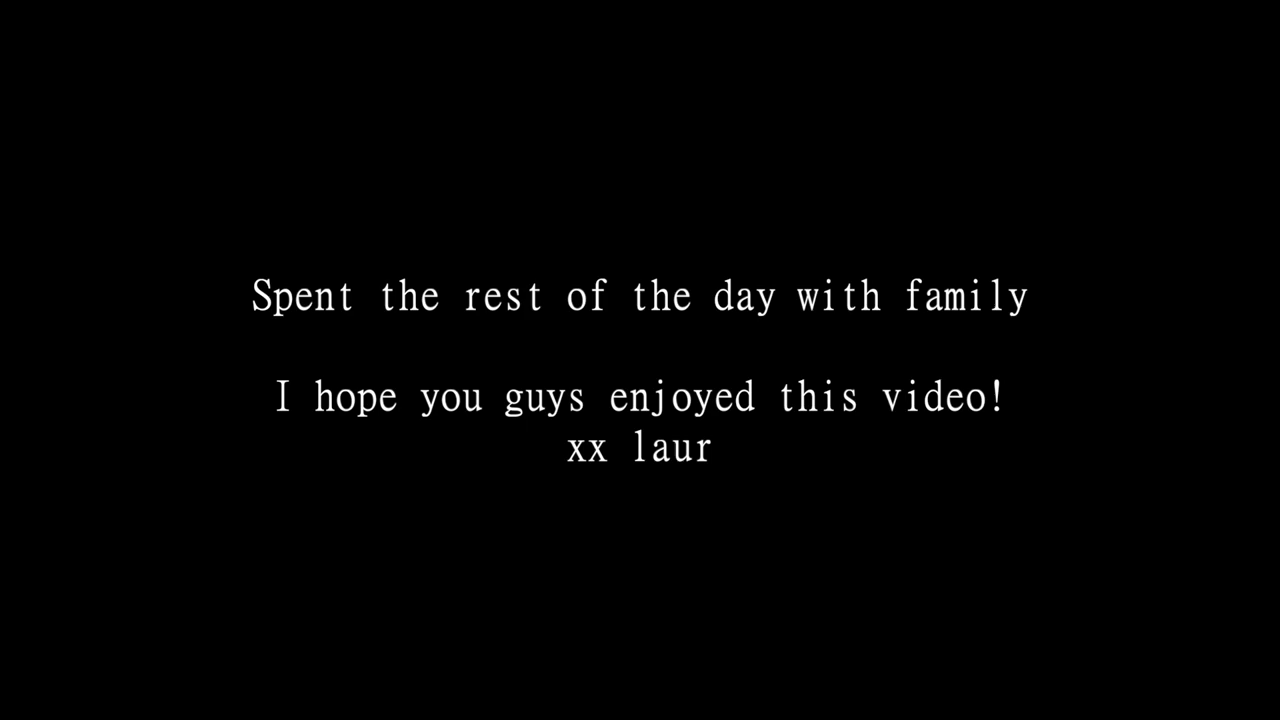 Spent the rest of the day with family
I hope you guys enjoyed this video!
xx laur